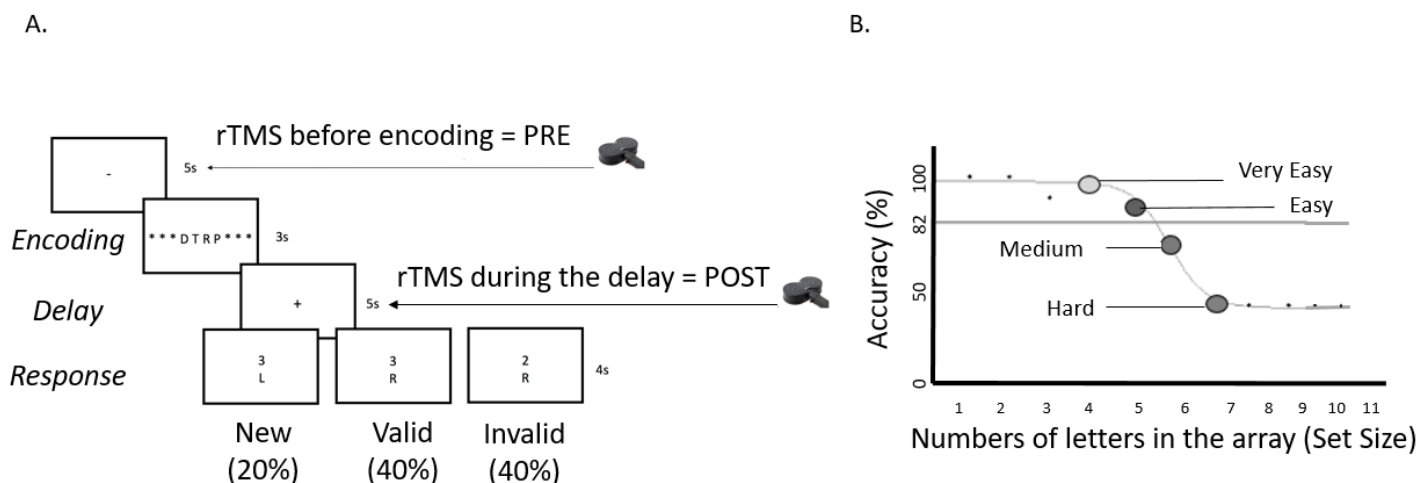 A.
rTMS before encoding = PRE
-
5s
Encoding
* * * D T R P * * *
3s
rTMS during the delay = POST
Delay
+
5s
Response
3
L
3
R
2
R
4s
New
(20%)
Valid
(40%)
Invalid
(40%)
B.
Accuracy (%)
100
82
50
0
Very Easy
Easy
Medium
Hard
1 2 3 4 5 6 7 8 9 10 11
Numbers of letters in the array (Set Size)